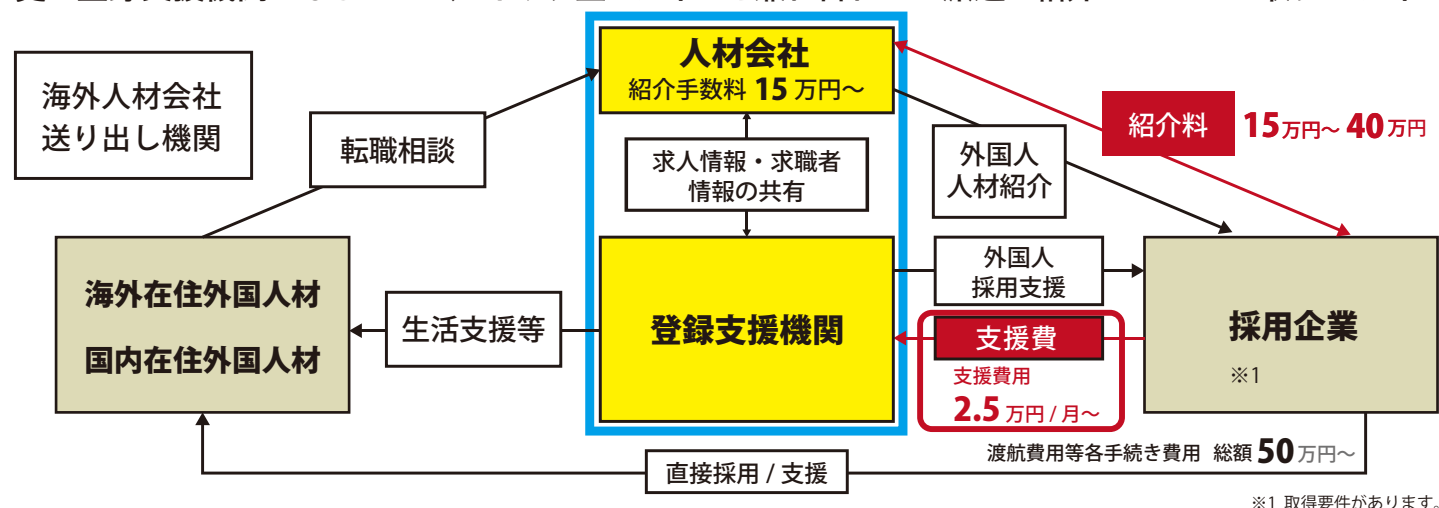 海外人材会社
送り出し機関
人材会社
紹介手数料 15 万円～
転職相談
求人情報・求職者
情報の共有
外国人
人材紹介
紹介料
15万円～ 40万円
海外在住外国人材
国内在住外国人材
生活支援等
登録支援機関
外国人
採用支援
支援費
支援費用
2.5 万円 / 月～
採用企業
※1
渡航費用等各手続き費用 総額 50 万円～
直接採用 / 支援
※1 取得要件があります。